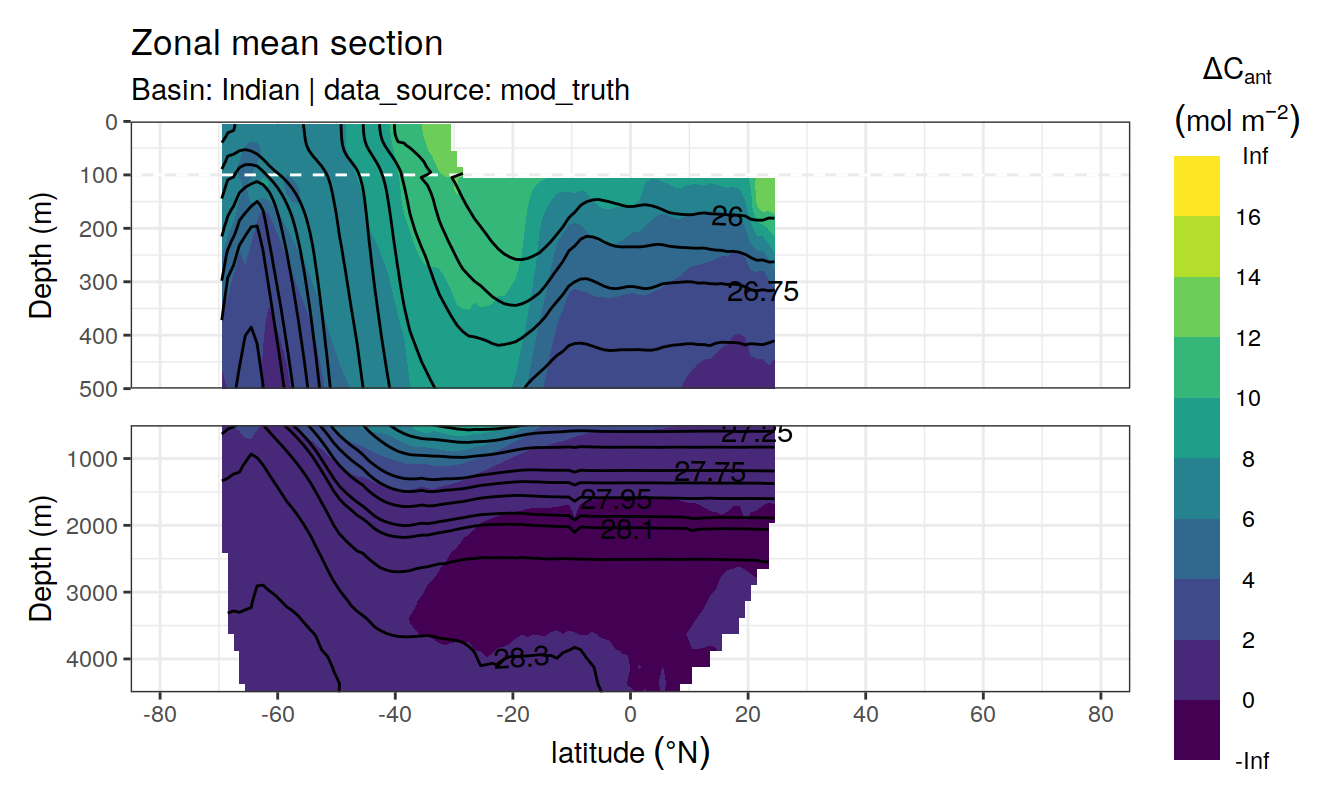 Zonal mean section
Basin: Indian | data_source: mod_truth
ΔC_ant
(mol m⁻²)
Inf
16
14
12
10
8
6
4
2
0
-Inf
Depth (m)
0
100
200
300
400
500
26
26.75
Depth (m)
1000
2000
3000
4000
27.25
27.75
27.95
28.1
28.3
-80 -60 -40 -20 0 20 40 60 80
latitude (°N)